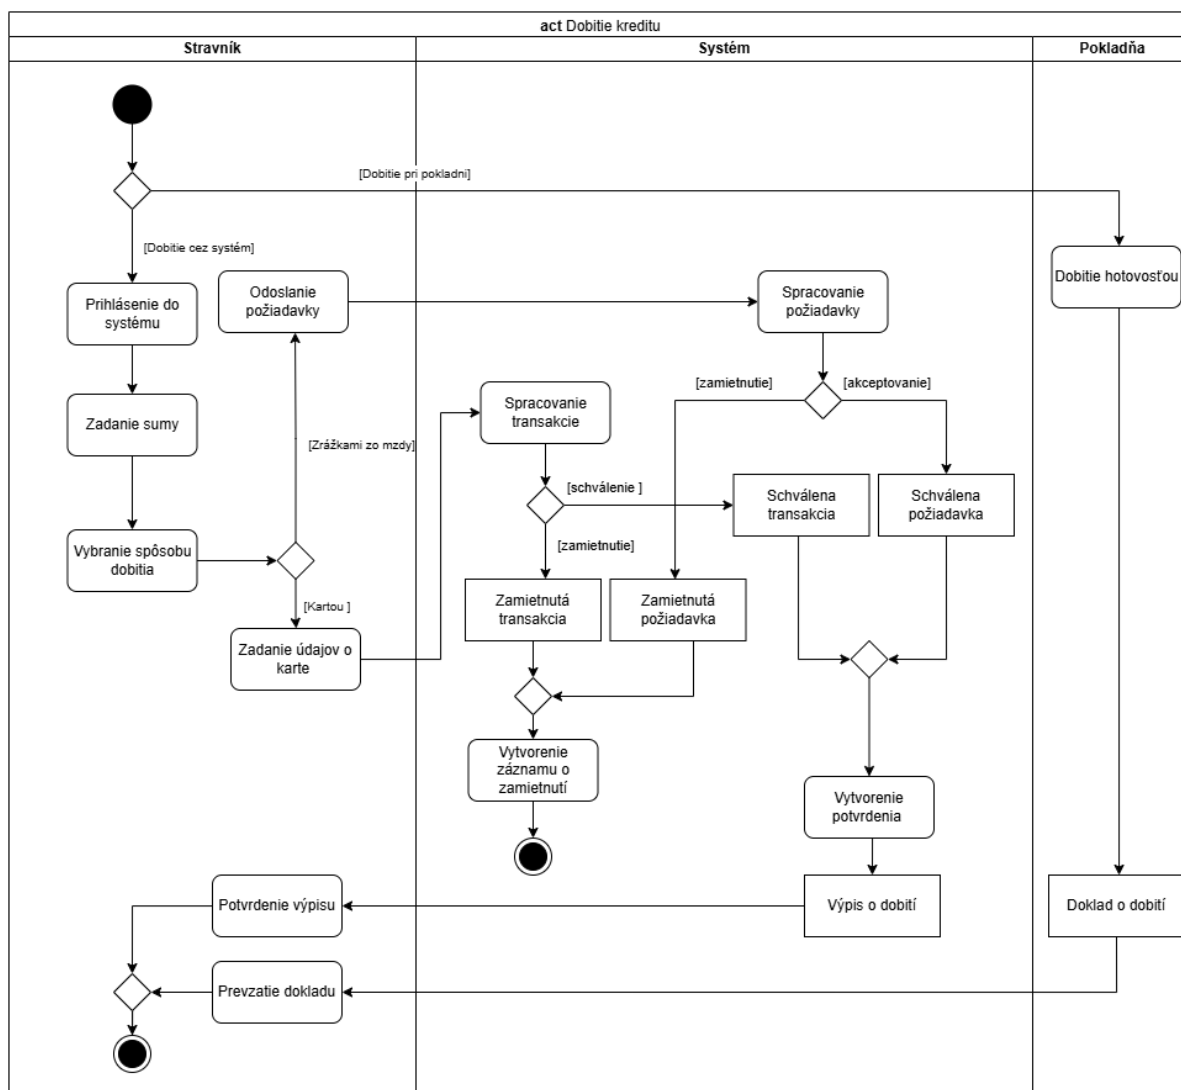 act Dobitie kreditu
Stravník
Systém
Pokladňa
[Dobitie pri pokladni]
[Dobitie cez systém]
Prihlásenie do
systému
Odoslanie
požiadavky
Spracovanie
požiadavky
Dobitie hotovosťou
[zamietnutie]
[akceptovanie]
Zadanie sumy
Spracovanie
transakcie
[Zrážkami zo mzdy]
[schválenie ]
Schválena
transakcia
Schválena
požiadavka
Vybranie spôsobu
dobitia
[zamietnutie]
[Kartou ]
Zamietnutá
transakcia
Zamietnutá
požiadavka
Zadanie údajov o
karte
Vytvorenie
záznamu o
zamietnutí
Vytvorenie
potvrdenia
Potvrdenie výpisu
Výpis o dobití
Doklad o dobití
Prevzatie dokladu